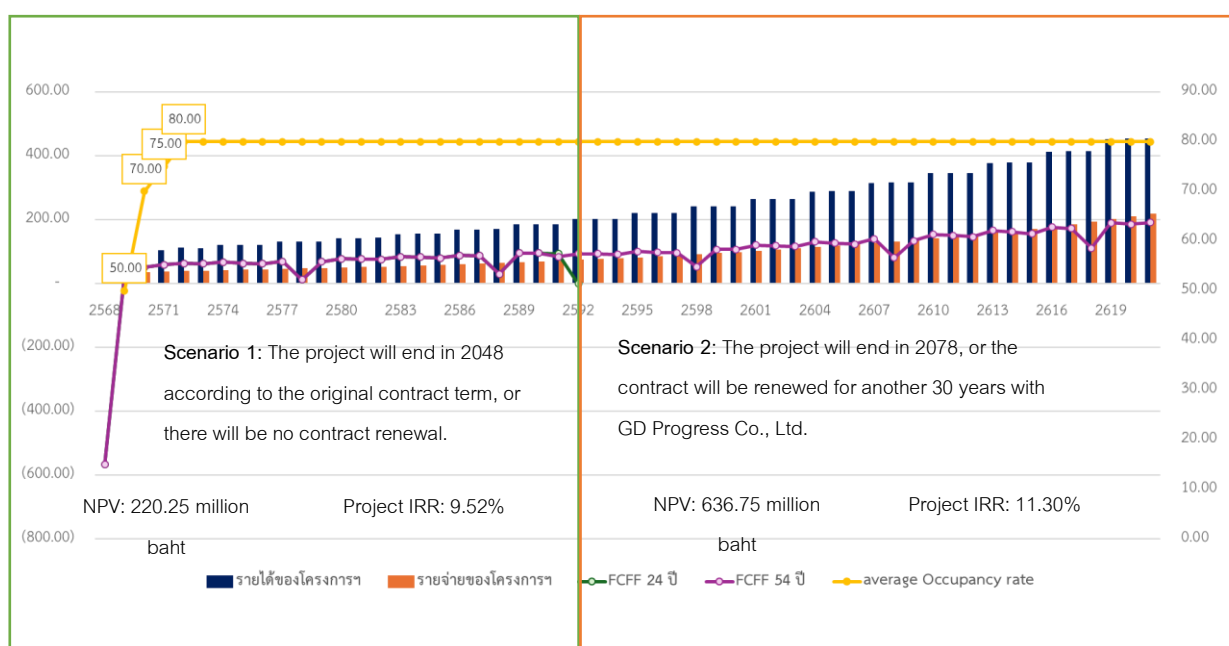 600.00
400.00
200.00
-
(200.00)
(400.00)
(600.00)
(800.00)
90.00
80.00
70.00
60.00
50.00
40.00
30.00
20.00
10.00
0.00
80.00
75.00
70.00
50.00
2568 2571 2574 2577 2580 2583 2586 2589 2592 2595 2598 2601 2604 2607 2610 2613 2616 2619
Scenario 1: The project will end in 2048
according to the original contract term, or
there will be no contract renewal.
NPV: 220.25 million
baht
Project IRR: 9.52%
Scenario 2: The project will end in 2078, or the
contract will be renewed for another 30 years with
GD Progress Co., Ltd.
NPV: 636.75 million
baht
Project IRR: 11.30%
รายได้ของโครงการฯ รายจ่ายของโครงการฯ FCFF 24 ปี FCFF 54 ปี average Occupancy rate